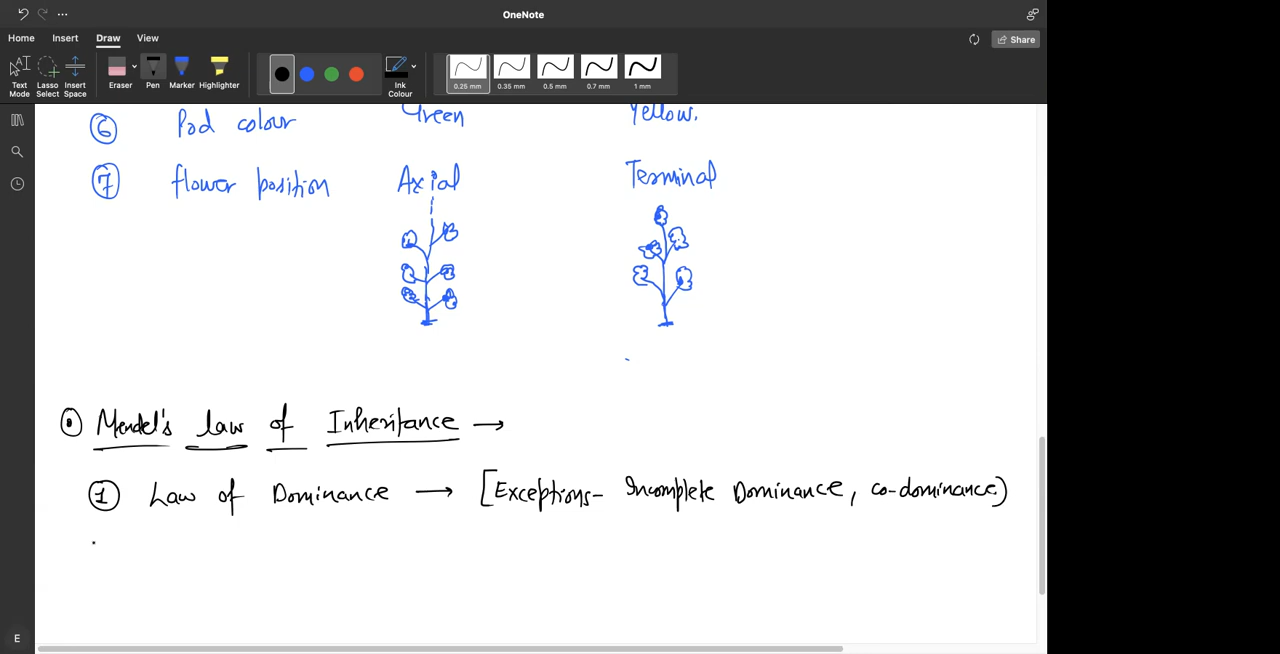 OneNote
Home Insert Draw View
Share
Text Mode Lasso Select Insert Space Eraser Pen Marker Highlighter Ink Colour 0.25 mm 0.35 mm 0.5 mm 0.7 mm 1 mm
6 Pod colour Green Yellow.
7 flower position Axial Terminal
Mendel's law of Inheritance →
1 Law of Dominance → [Exceptions- Incomplete Dominance, co-dominance)
E